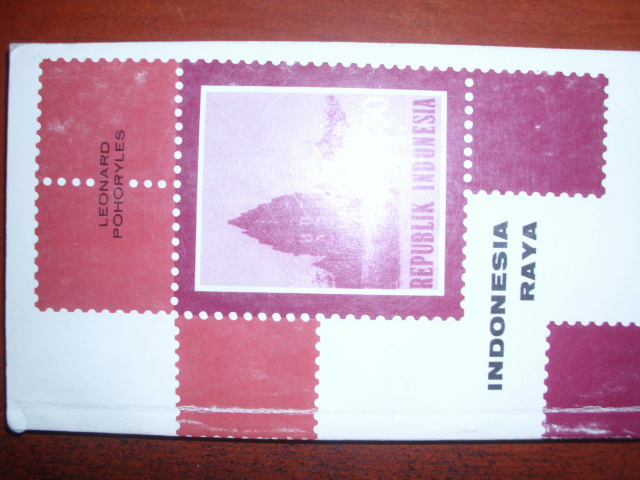 LEONARD
POHORYLES
REPUBLIK INDONESIA
INDONESIA
RAYA